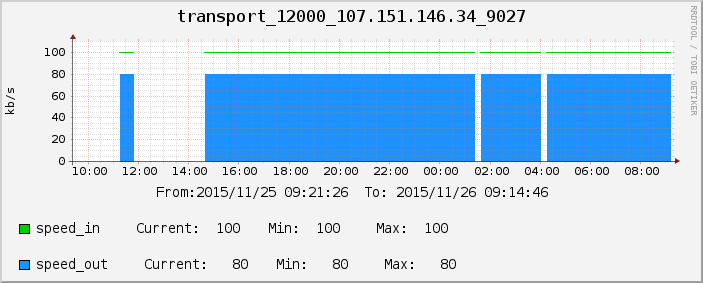 transport_12000_107.151.146.34_9027
RRDTOOL / TOBI OETIKER
kb/s
100
80
60
40
20
0
10:00 12:00 14:00 16:00 18:00 20:00 22:00 00:00 02:00 04:00 06:00 08:00
From:2015/11/25 09:21:26 To: 2015/11/26 09:14:46
speed_in Current: 100 Min: 100 Max: 100
speed_out Current: 80 Min: 80 Max: 80